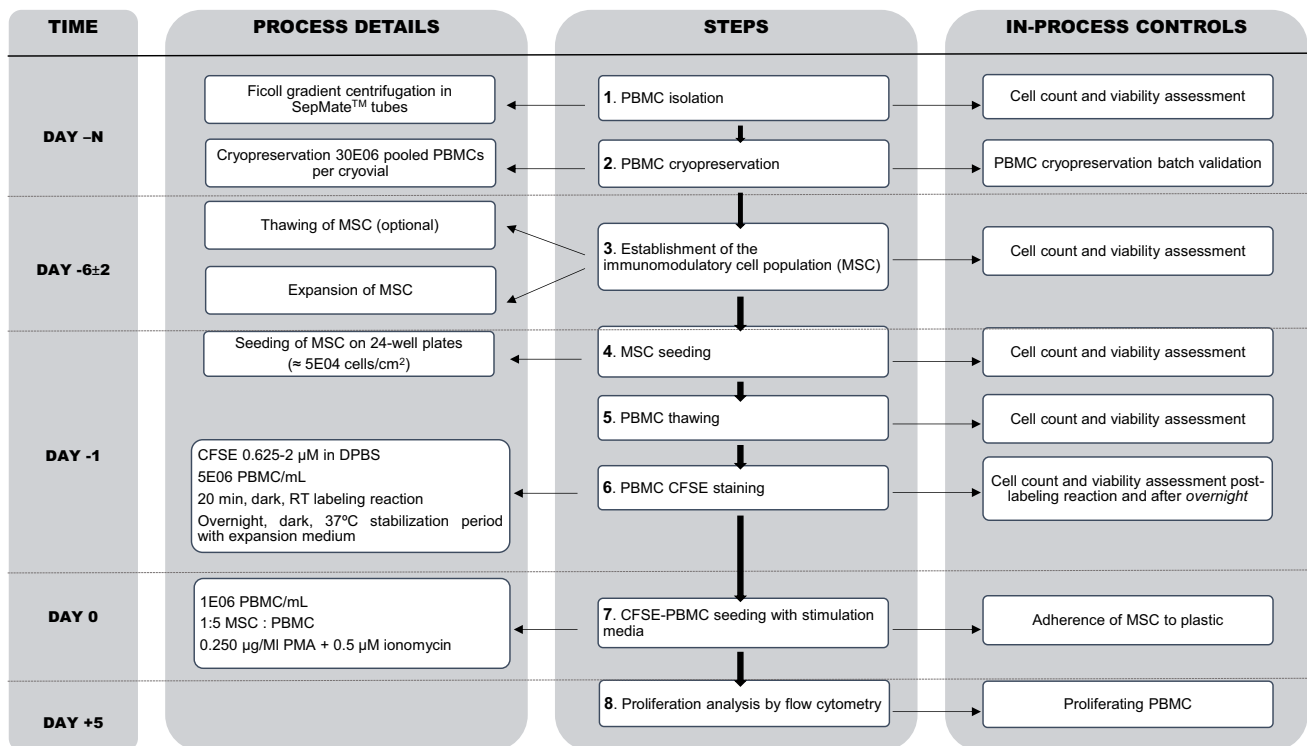 TIME
PROCESS DETAILS
STEPS
IN-PROCESS CONTROLS
DAY –N
Ficoll gradient centrifugation in
SepMate™ tubes
1. PBMC isolation
Cell count and viability assessment
Cryopreservation 30E06 pooled PBMCs
per cryovial
2. PBMC cryopreservation
PBMC cryopreservation batch validation
DAY -6±2
Thawing of MSC (optional)
Expansion of MSC
3. Establishment of the
immunomodulatory cell population (MSC)
Cell count and viability assessment
DAY -1
Seeding of MSC on 24-well plates
(≈ 5E04 cells/cm²)
4. MSC seeding
Cell count and viability assessment
5. PBMC thawing
Cell count and viability assessment
CFSE 0.625-2 µM in DPBS
5E06 PBMC/mL
20 min, dark, RT labeling reaction
Overnight, dark, 37ºC stabilization period
with expansion medium
6. PBMC CFSE staining
Cell count and viability assessment post-
labeling reaction and after overnight
DAY 0
1E06 PBMC/mL
1:5 MSC : PBMC
0.250 µg/Ml PMA + 0.5 µM ionomycin
7. CFSE-PBMC seeding with stimulation
media
Adherence of MSC to plastic
DAY +5
8. Proliferation analysis by flow cytometry
Proliferating PBMC